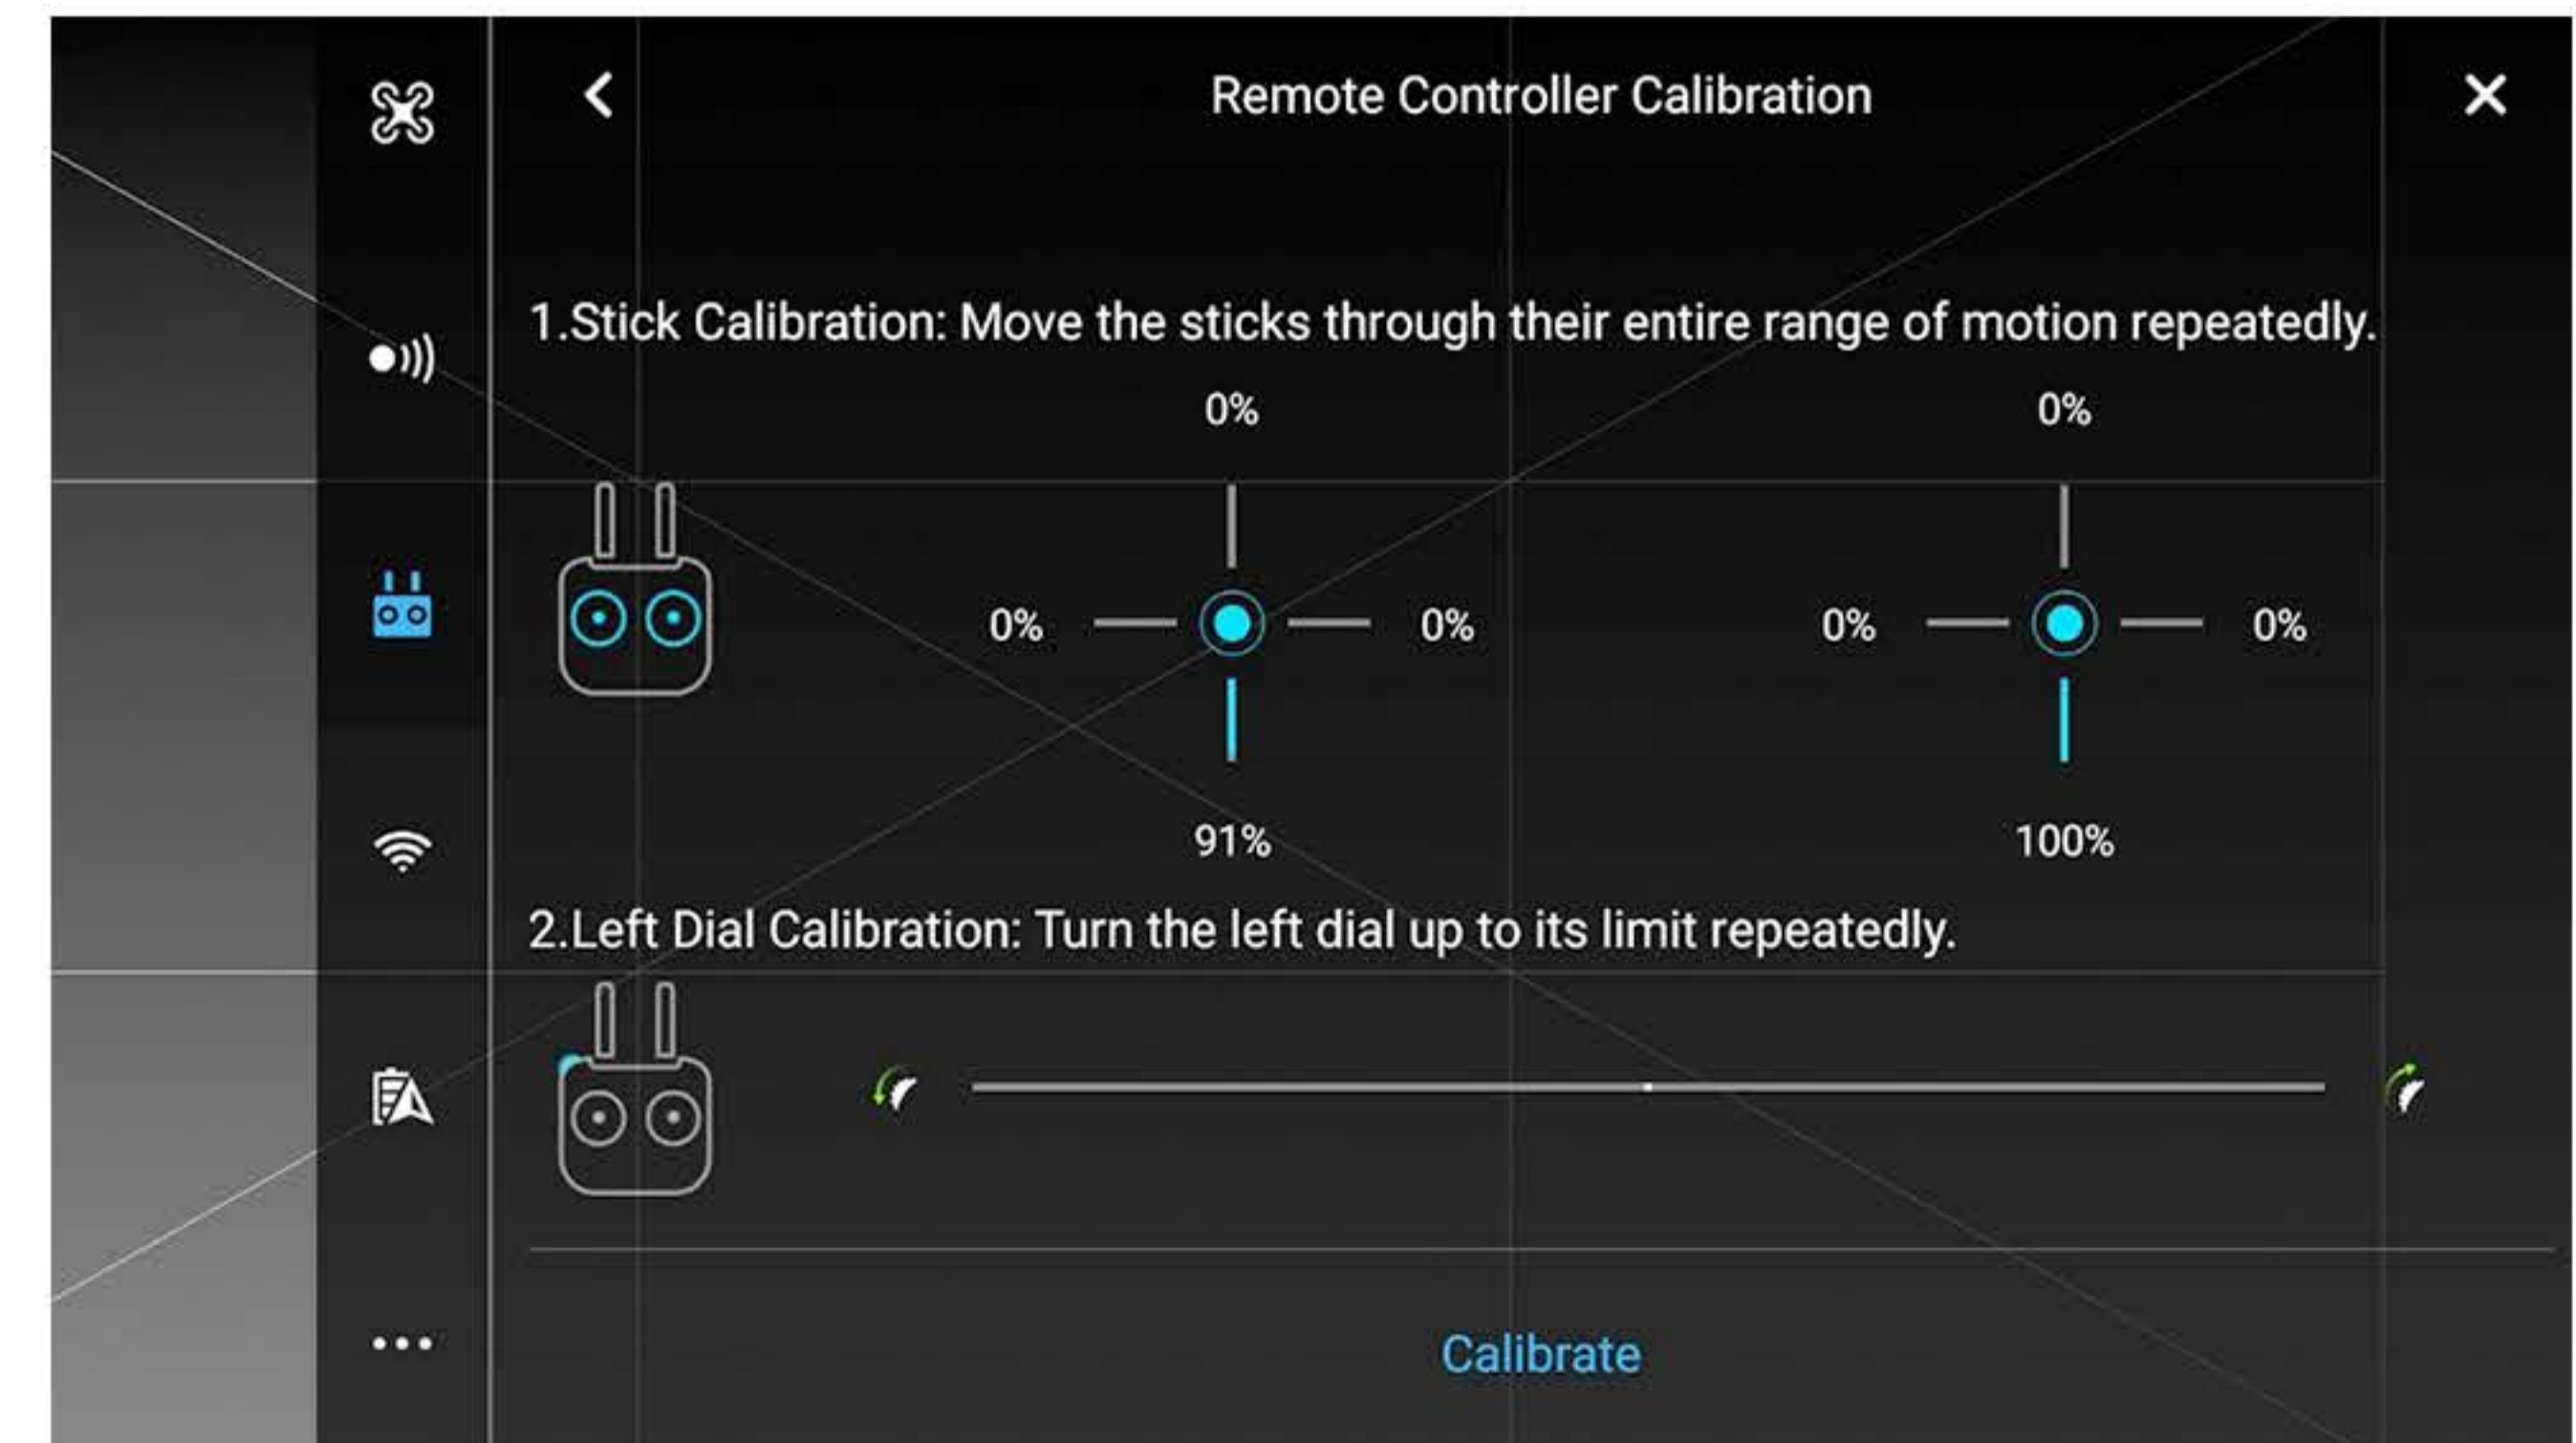 Remote Controller Calibration
1.Stick Calibration: Move the sticks through their entire range of motion repeatedly.
0% 0%
0% 0% 0% 0%
91% 100%
2.Left Dial Calibration: Turn the left dial up to its limit repeatedly.
Calibrate